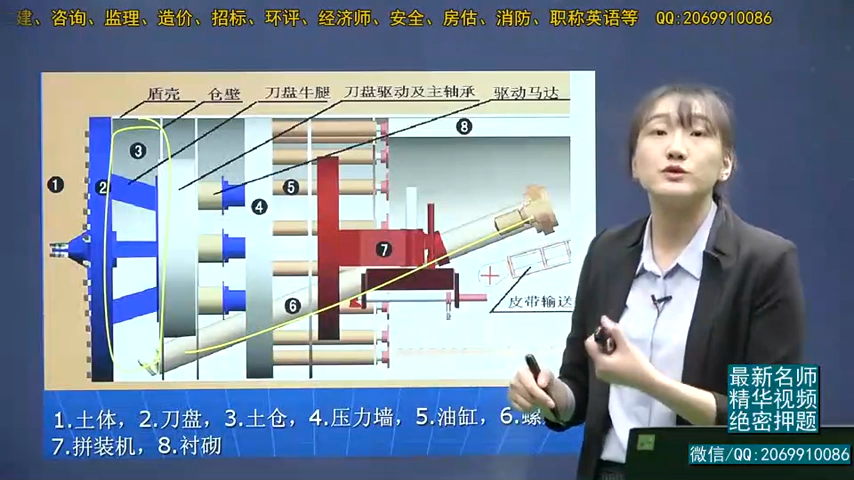 建、咨询、监理、造价、招标、环评、经济师、安全、房估、消防、职称英语等 QQ:2069910086
盾壳 仓壁 刀盘牛腿 刀盘驱动及主轴承 驱动马达
8
3
1 2
5
4
7
6
皮带输送
1.土体，2.刀盘，3.土仓，4.压力墙，5.油缸，6.螺
7.拼装机，8.衬砌
最新名师
精华视频
绝密押题
微信/QQ:2069910086